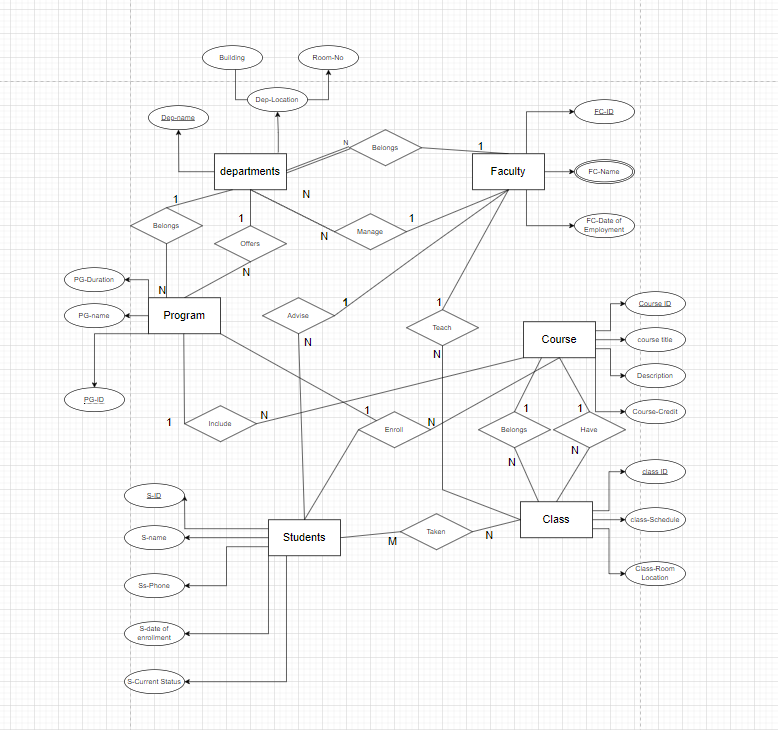 Building
Room-No
Dep-Location
Dep-name
FC-ID
N
Belongs
1
departments
Faculty
FC-Name
N
1
Belongs
1
Offers
N
Manage
1
FC-Date of
Employment
N
PG-Duration
N
Program
PG-name
Advise
1
N
1
Teach
N
Course
Course ID
course title
Description
Course-Credit
PG-ID
1
Include
N
1
Enroll
N
1
Belongs
N
1
Have
N
class ID
S-ID
S-name
Students
M
Taken
N
Class
class-Schedule
Class-Room
Location
Ss-Phone
S-date of
enrollment
S-Current Status